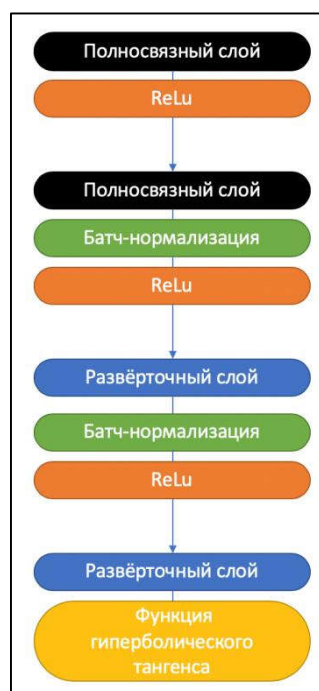 Полносвязный слой
ReLu
Полносвязный слой
Батч-нормализация
ReLu
Развёрточный слой
Батч-нормализация
ReLu
Развёрточный слой
Функция
гиперболического
тангенса